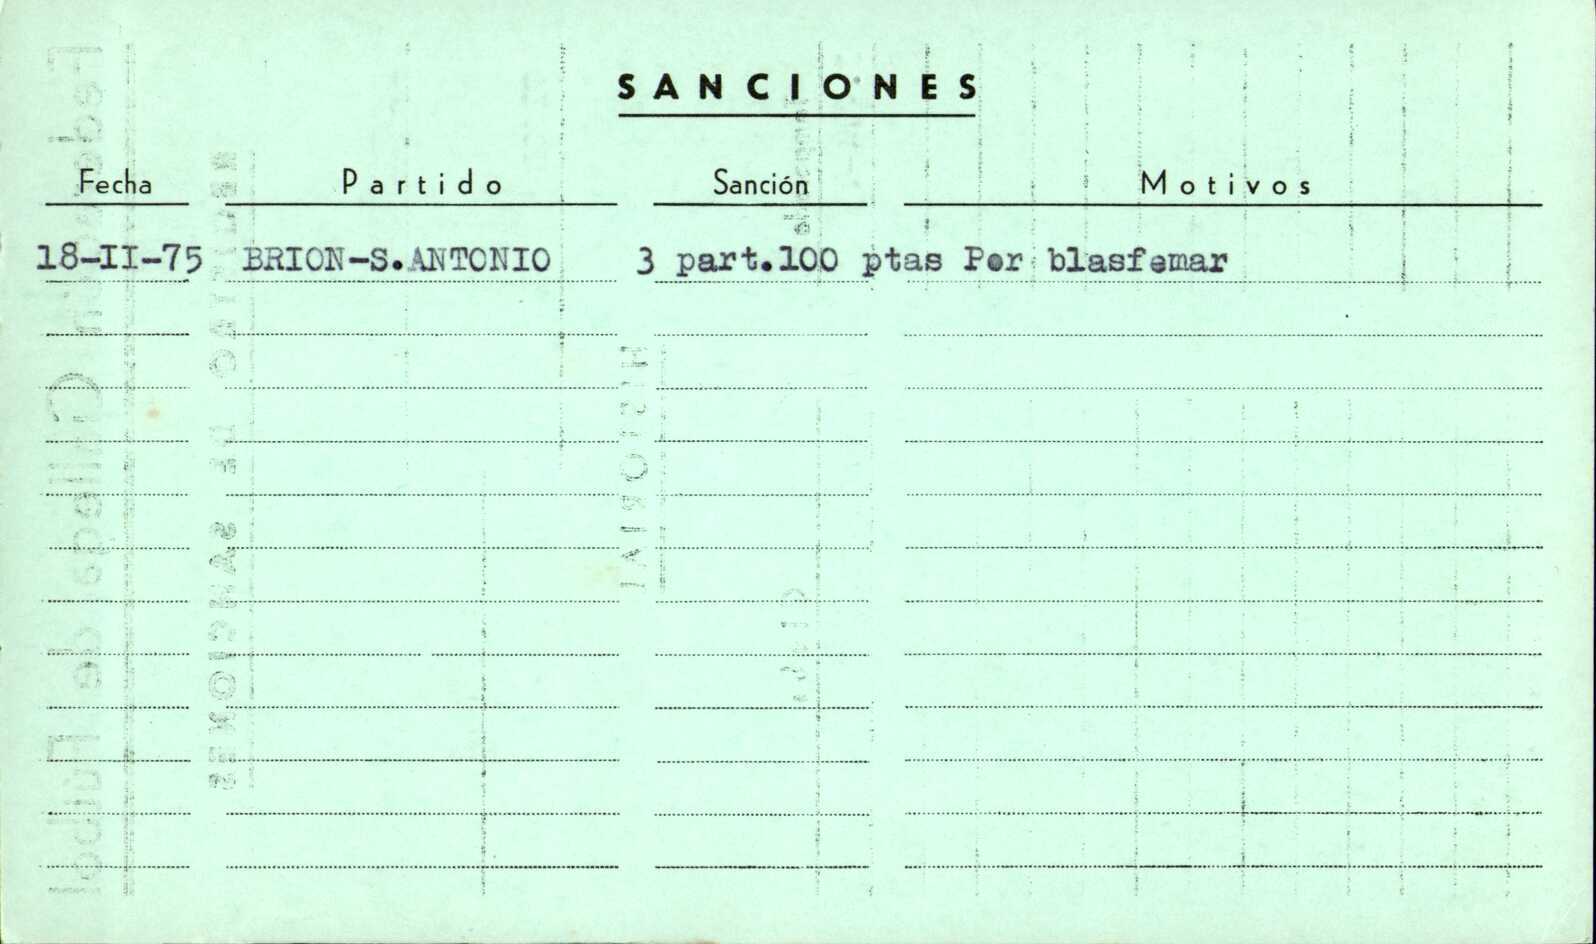 SANCIONES
Fecha Partido Sanción Motivos
18-II-75 BRION-S.ANTONIO 3 part.100 ptas Por blasfemar